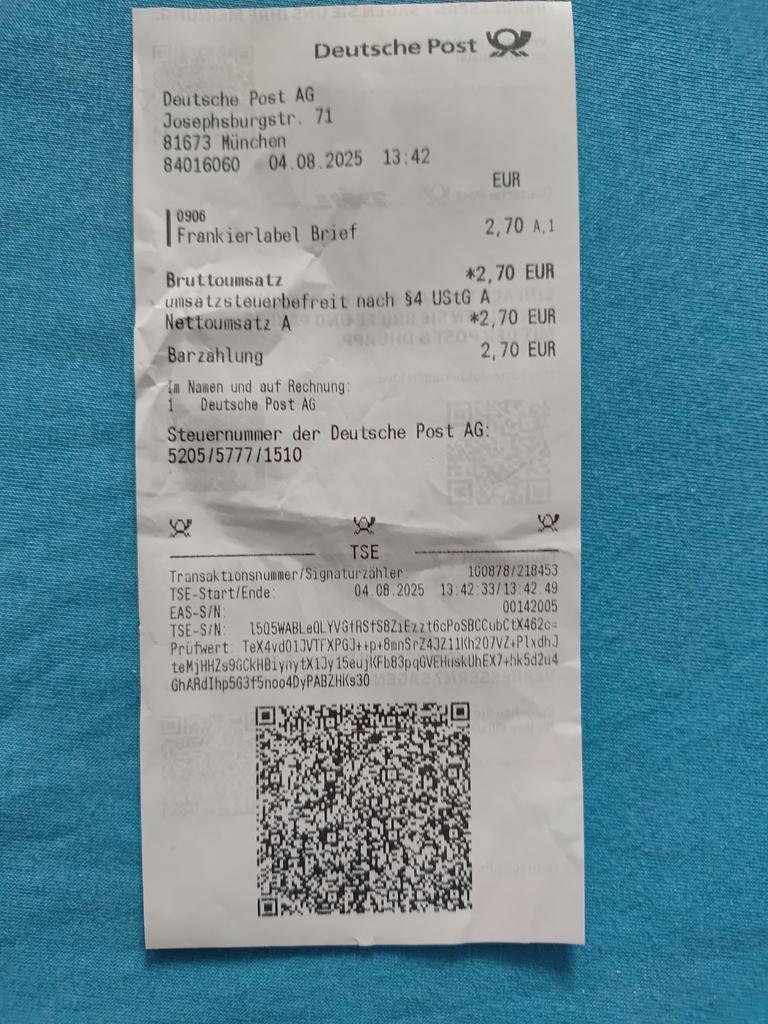 Deutsche Post
Deutsche Post AG
Josephsburgstr. 71
81673 München
84016060 04.08.2025 13:42
EUR
0906
Frankierlabel Brief 2,70 A,1
Bruttoumsatz *2,70 EUR
umsatzsteuerbefreit nach §4 UStG A
Nettoumsatz A *2,70 EUR
Barzahlung 2,70 EUR
Im Namen und auf Rechnung:
1 Deutsche Post AG
Steuernummer der Deutsche Post AG:
5205/5777/1510
TSE
Transaktionsnummer/Signaturzähler: 100878/218453
TSE-Start/Ende: 04.08.2025 13:42:33/13:42:49
EAS-S/N: 00142005
TSE-S/N:
Prüfwert: